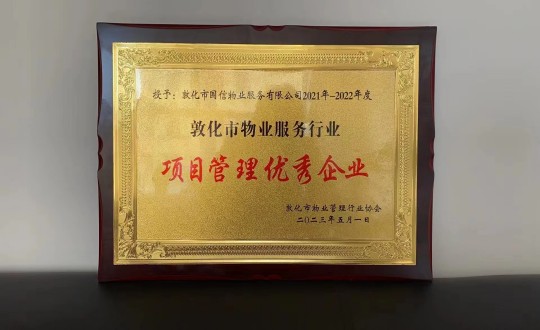 授予：敦化市国信物业服务有限公司2021年-2022年度
敦化市物业服务行业
项目管理优秀企业
敦化市物业管理行业协会
二〇二三年五月一日